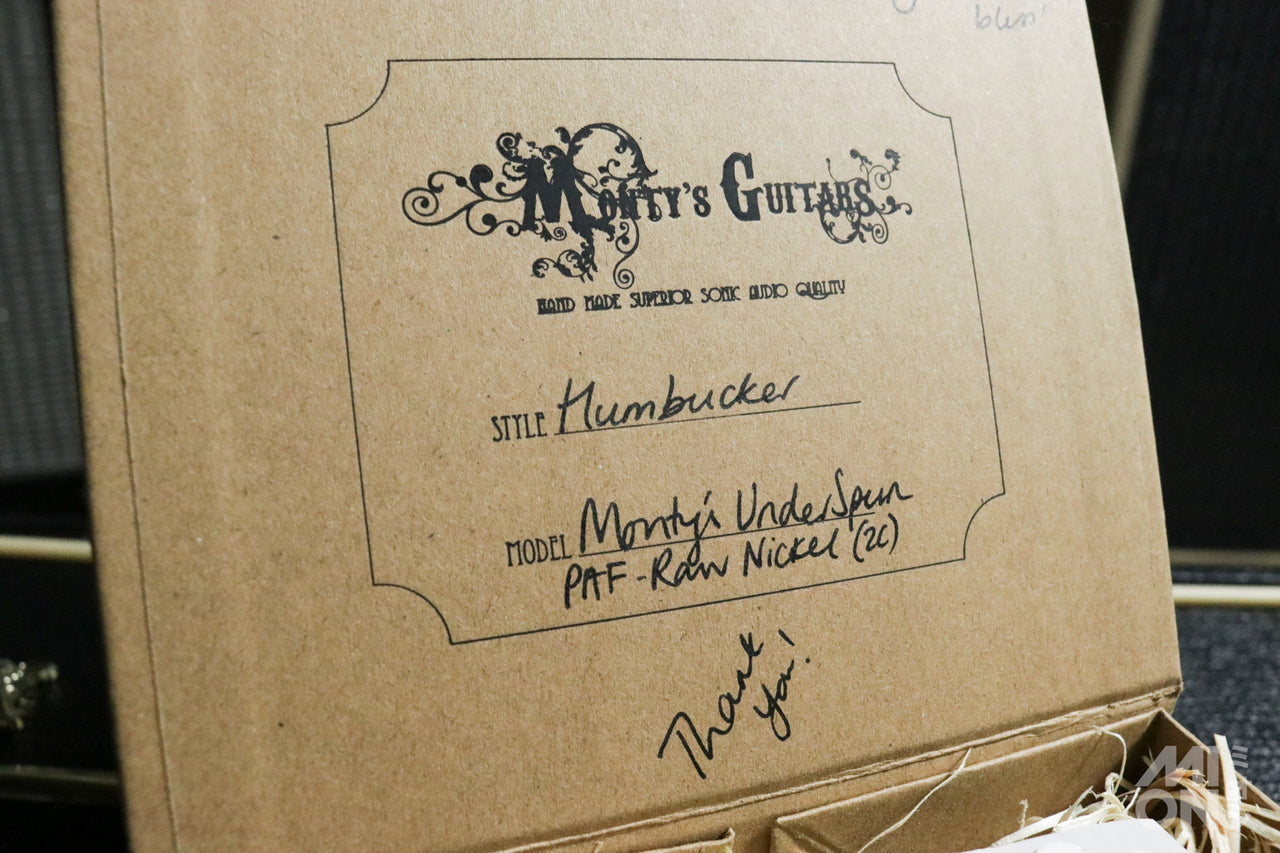 bless!
MONTY'S GUITARS
HAND MADE SUPERIOR SONIC AUDIO QUALITY
STYLE Humbucker
MODEL Monty's UnderSpun
PAF-Raw Nickel (2C)
Thank
you!